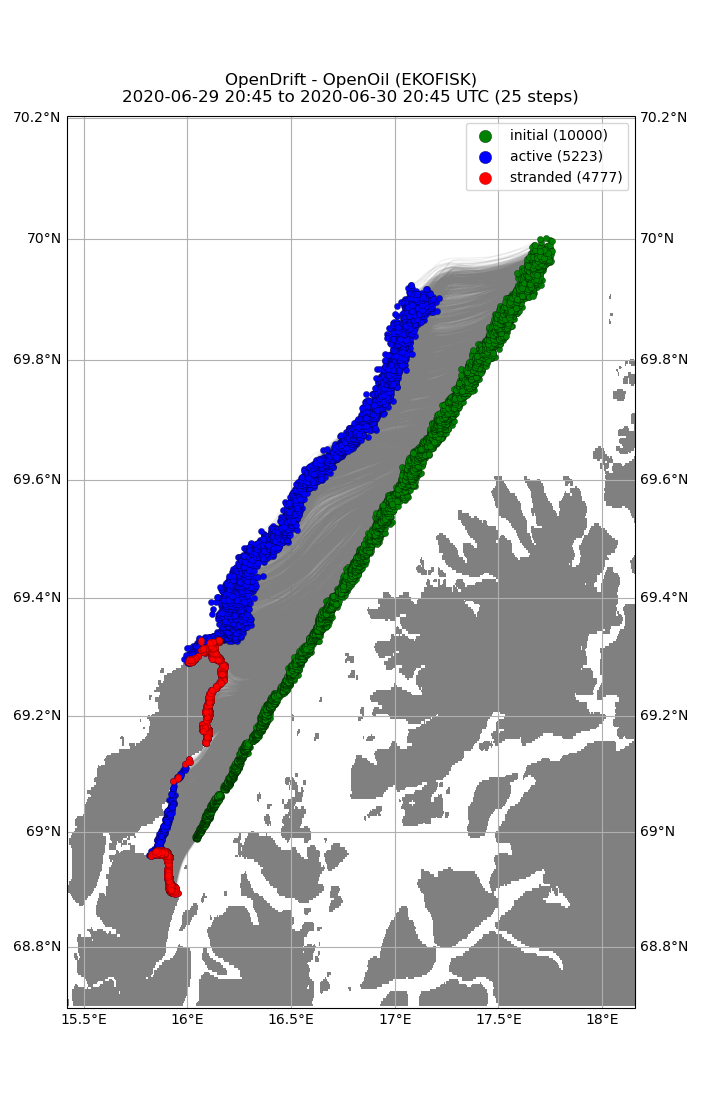 OpenDrift - OpenOil (EKOFISK)
2020-06-29 20:45 to 2020-06-30 20:45 UTC (25 steps)
70.2°N 70.2°N
initial (10000)
active (5223)
stranded (4777)
70°N 70°N
69.8°N 69.8°N
69.6°N 69.6°N
69.4°N 69.4°N
69.2°N 69.2°N
69°N 69°N
68.8°N 68.8°N
15.5°E 16°E 16.5°E 17°E 17.5°E 18°E